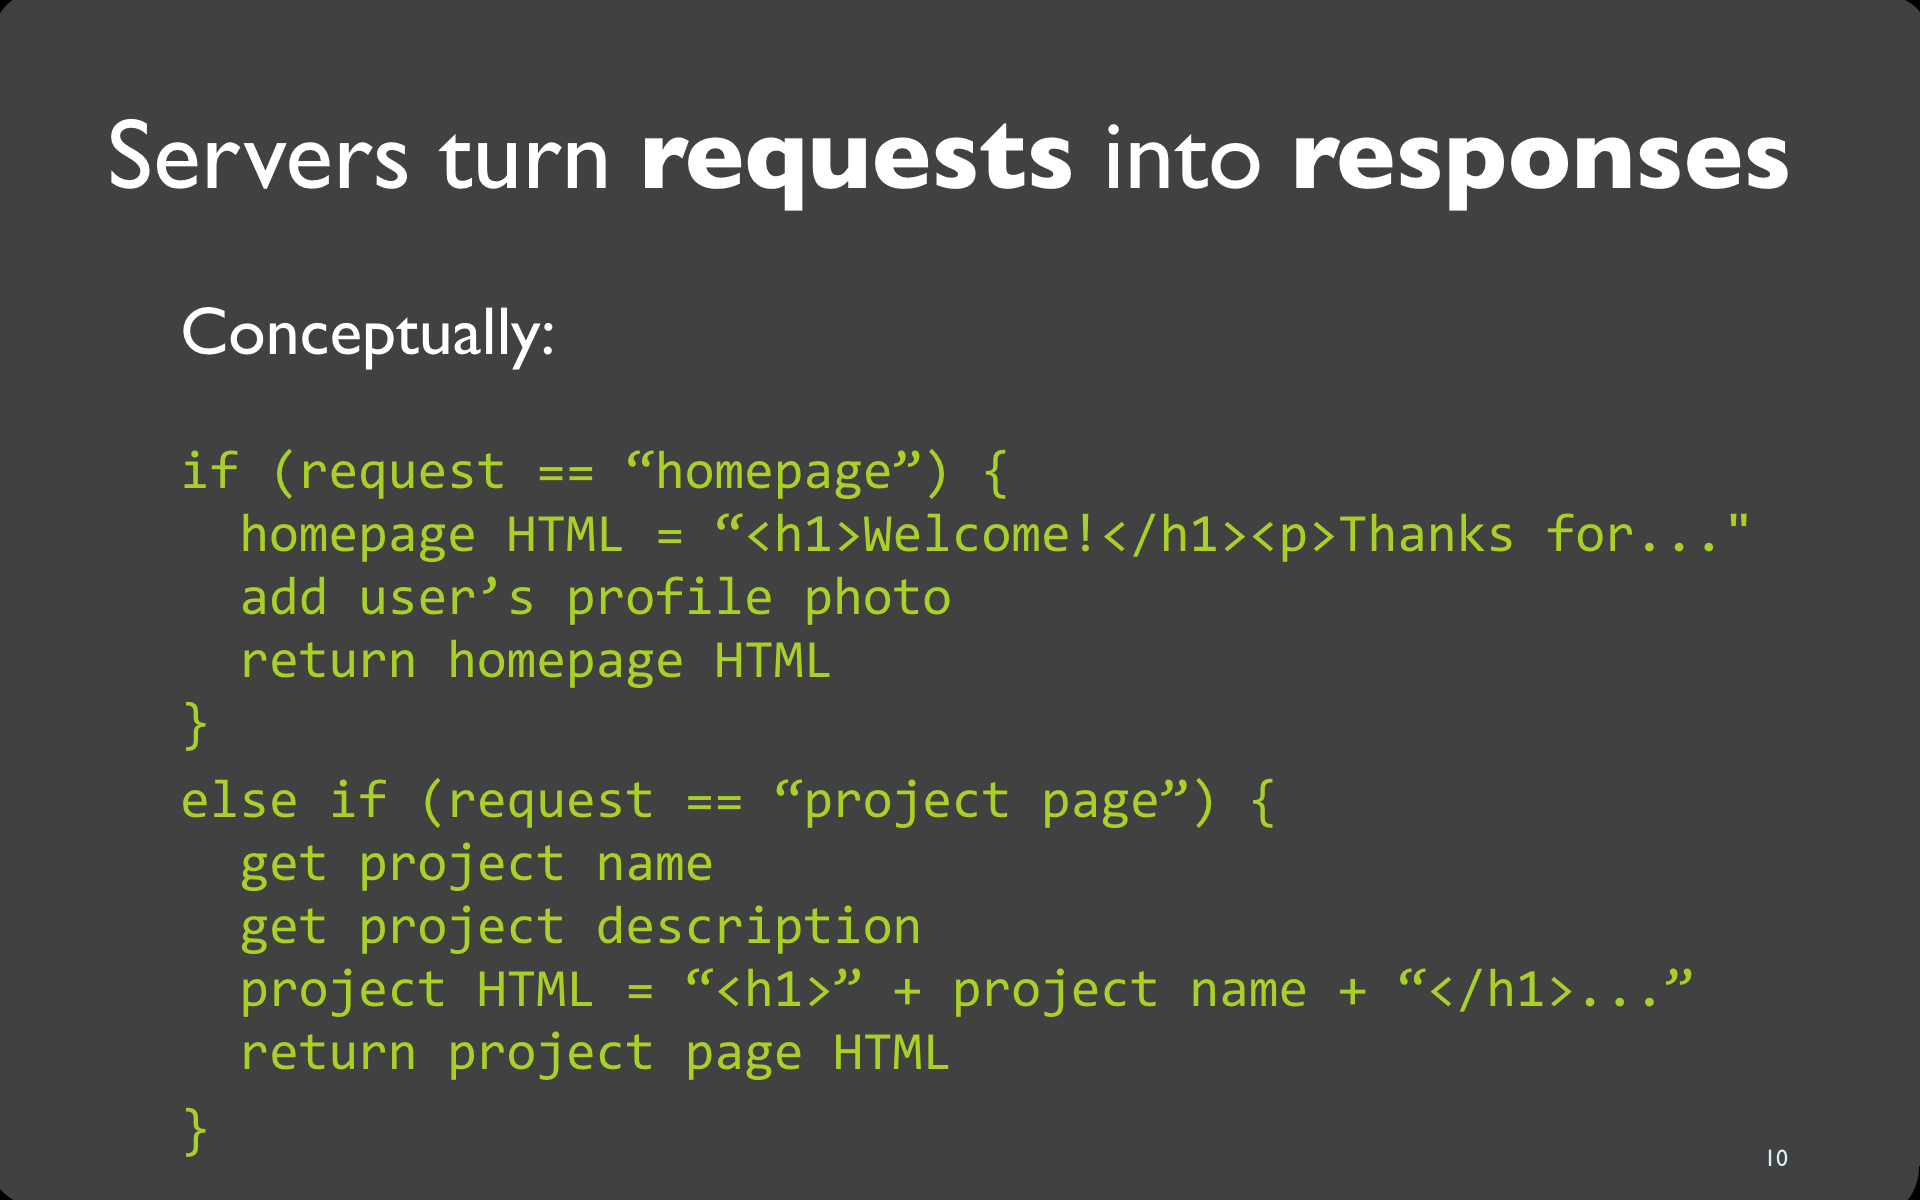 Servers turn requests into responses
Conceptually:
if (request == “homepage”) {
  homepage HTML = “<h1>Welcome!</h1><p>Thanks for..."
  add user’s profile photo
  return homepage HTML
}
else if (request == “project page”) {
  get project name
  get project description
  project HTML = “<h1>” + project name + “</h1>...”
  return project page HTML
}
10